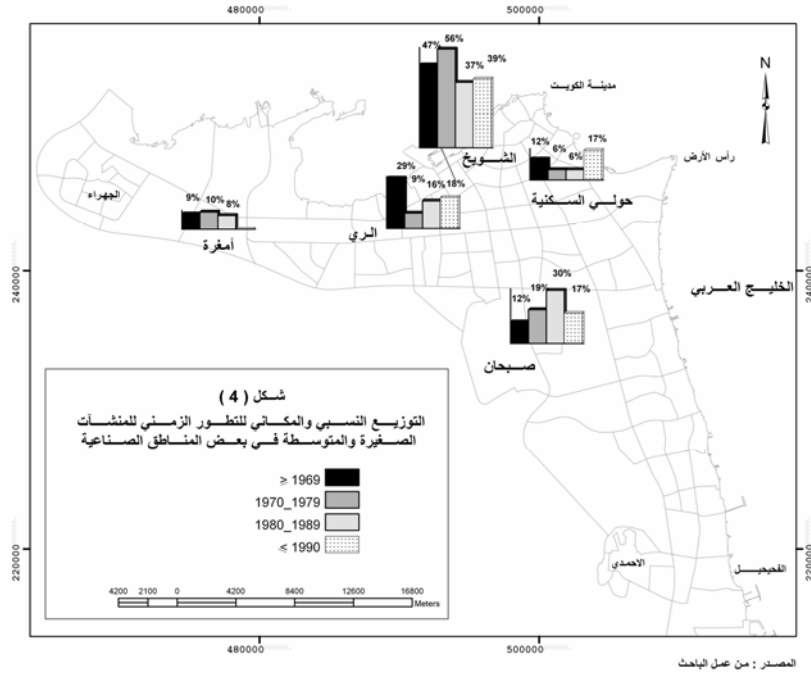 480000
500000
47%
56%
37%
39%
N
مدينة الكويت
الشويخ
12%
6%
6%
17%
رأس الأرض
حولي السكنية
29%
9%
16%
18%
الري
الجهراء
9%
10%
8%
أمغرة
240000
240000
الخليج العربي
12%
19%
30%
17%
صبحان
شكل ( 4 )
التوزيع النسبي والمكاني للتطور الزمني للمنشآت
الصغيرة والمتوسطة في بعض المناطق الصناعية
≥ 1969
1970_1979
1980_1989
≤ 1990
4200 2100 0 4200 8400 12600 16800
Meters
220000
220000
الاحمدي
الفحيحيل
480000
500000
المصدر : من عمل الباحث